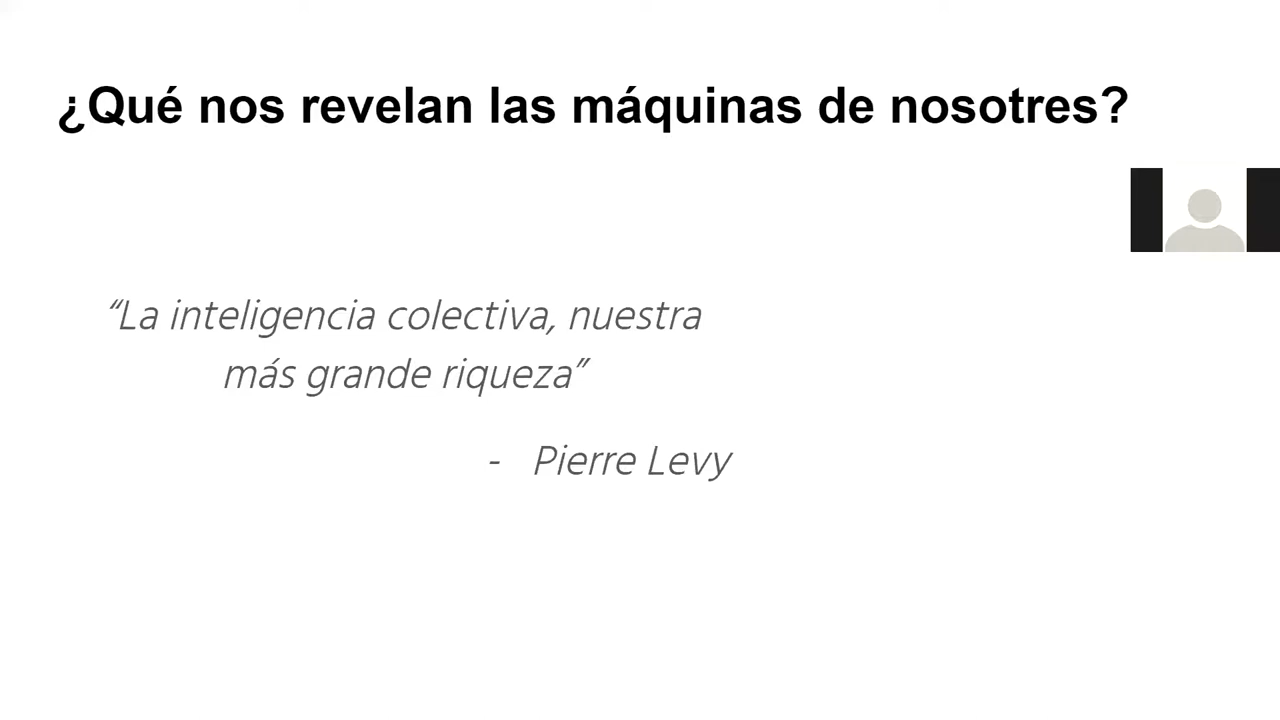 ¿Qué nos revelan las máquinas de nosotres?
“La inteligencia colectiva, nuestra
más grande riqueza”
- Pierre Levy